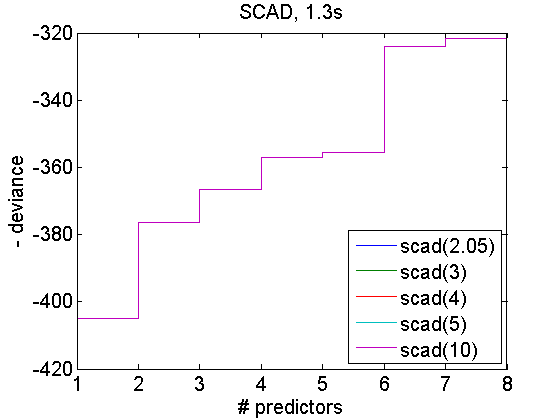 SCAD, 1.3s
-320
-340
-360
-380
-400
-420
- deviance
scad(2.05)
scad(3)
scad(4)
scad(5)
scad(10)
1 2 3 4 5 6 7 8
# predictors